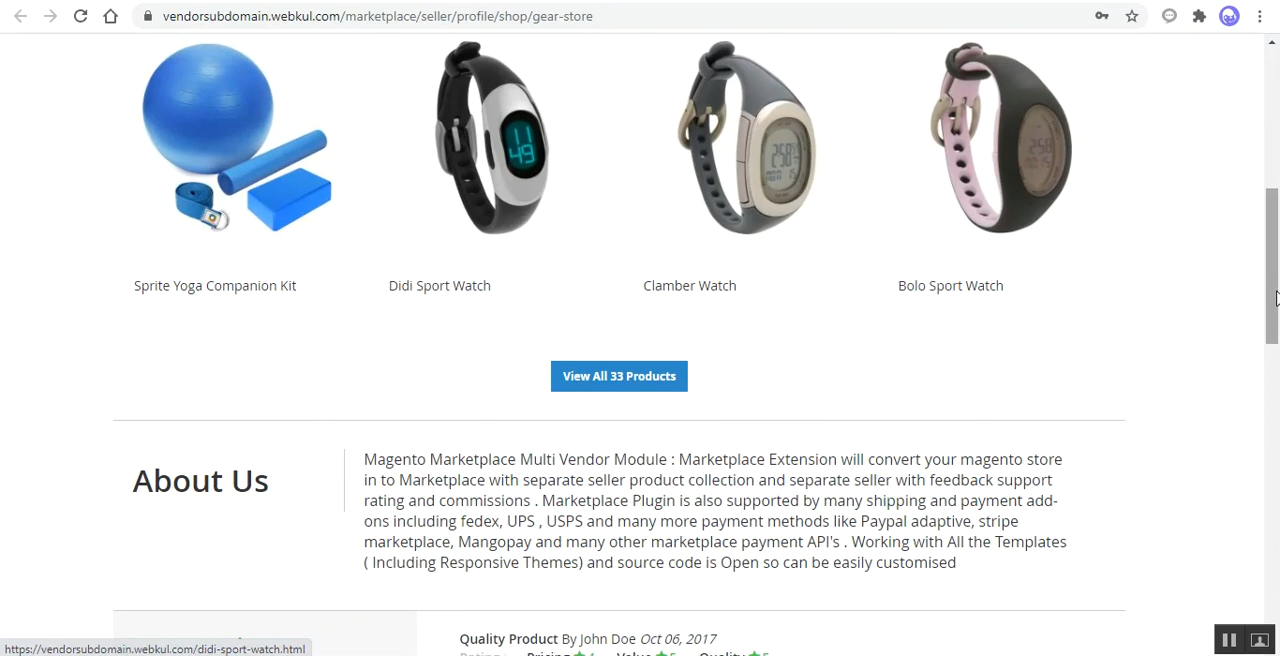 vendorsubdomain.webkul.com/marketplace/seller/profile/shop/gear-store
11
49
Sprite Yoga Companion Kit
Didi Sport Watch
Clamber Watch
Bolo Sport Watch
View All 33 Products
About Us
Magento Marketplace Multi Vendor Module : Marketplace Extension will convert your magento store
in to Marketplace with separate seller product collection and separate seller with feedback support
rating and commissions . Marketplace Plugin is also supported by many shipping and payment add-
ons including fedex, UPS , USPS and many more payment methods like Paypal adaptive, stripe
marketplace, Mangopay and many other marketplace payment API's . Working with All the Templates
( Including Responsive Themes) and source code is Open so can be easily customised
Quality Product By John Doe Oct 06, 2017
https://vendorsubdomain.webkul.com/didi-sport-watch.html